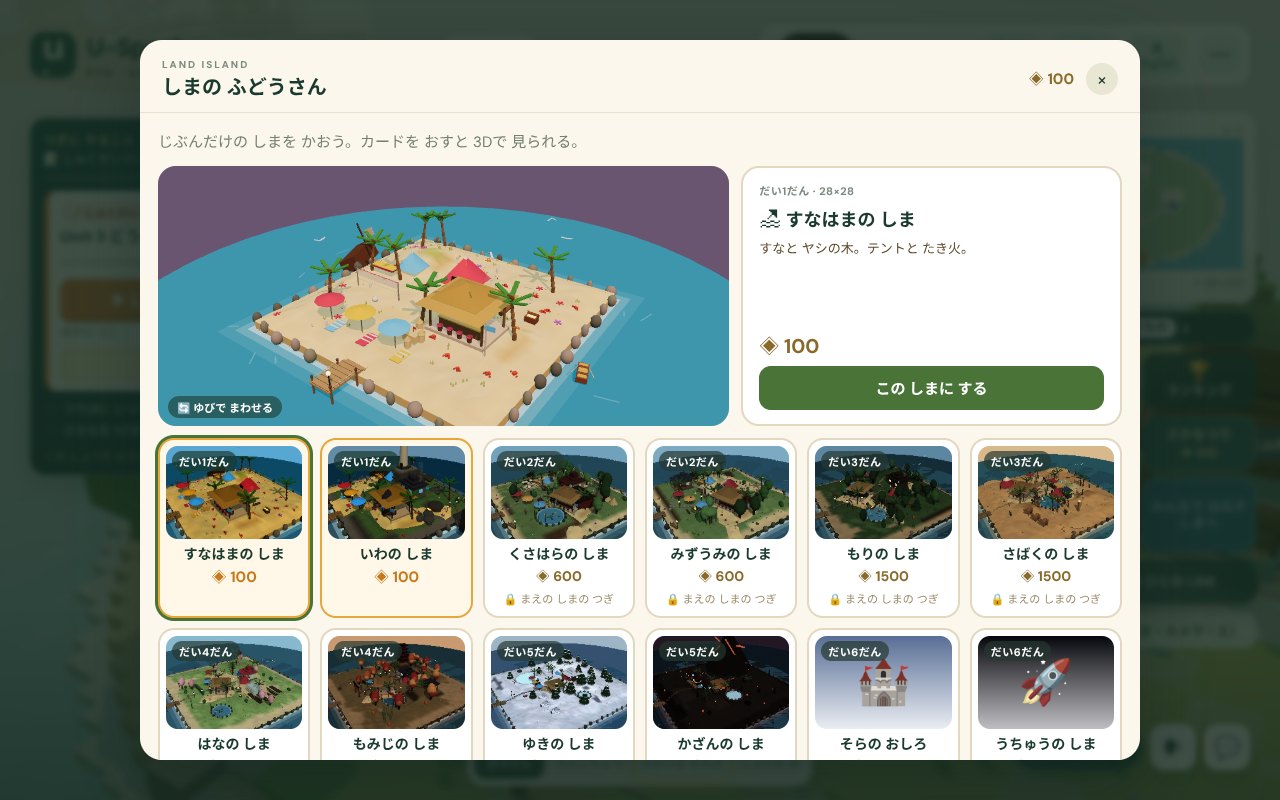 LAND ISLAND
しまの ふどうさん
100
×
じぶんだけの しまを かおう。カードを おすと 3Dで 見られる。
ゆびで まわせる
だい1だん · 28×28
すなはまの しま
すなと ヤシの木。テントと たき火。
100
この しまに する
だい1だん
すなはまの しま
100
だい1だん
いわの しま
100
だい2だん
くさはらの しま
600
まえの しまの つぎ
だい2だん
みずうみの しま
600
まえの しまの つぎ
だい3だん
もりの しま
1500
まえの しまの つぎ
だい3だん
さばくの しま
1500
まえの しまの つぎ
だい4だん
はなの しま
だい4だん
もみじの しま
だい5だん
ゆきの しま
だい5だん
かざんの しま
だい6だん
そらの おしろ
だい6だん
うちゅうの しま